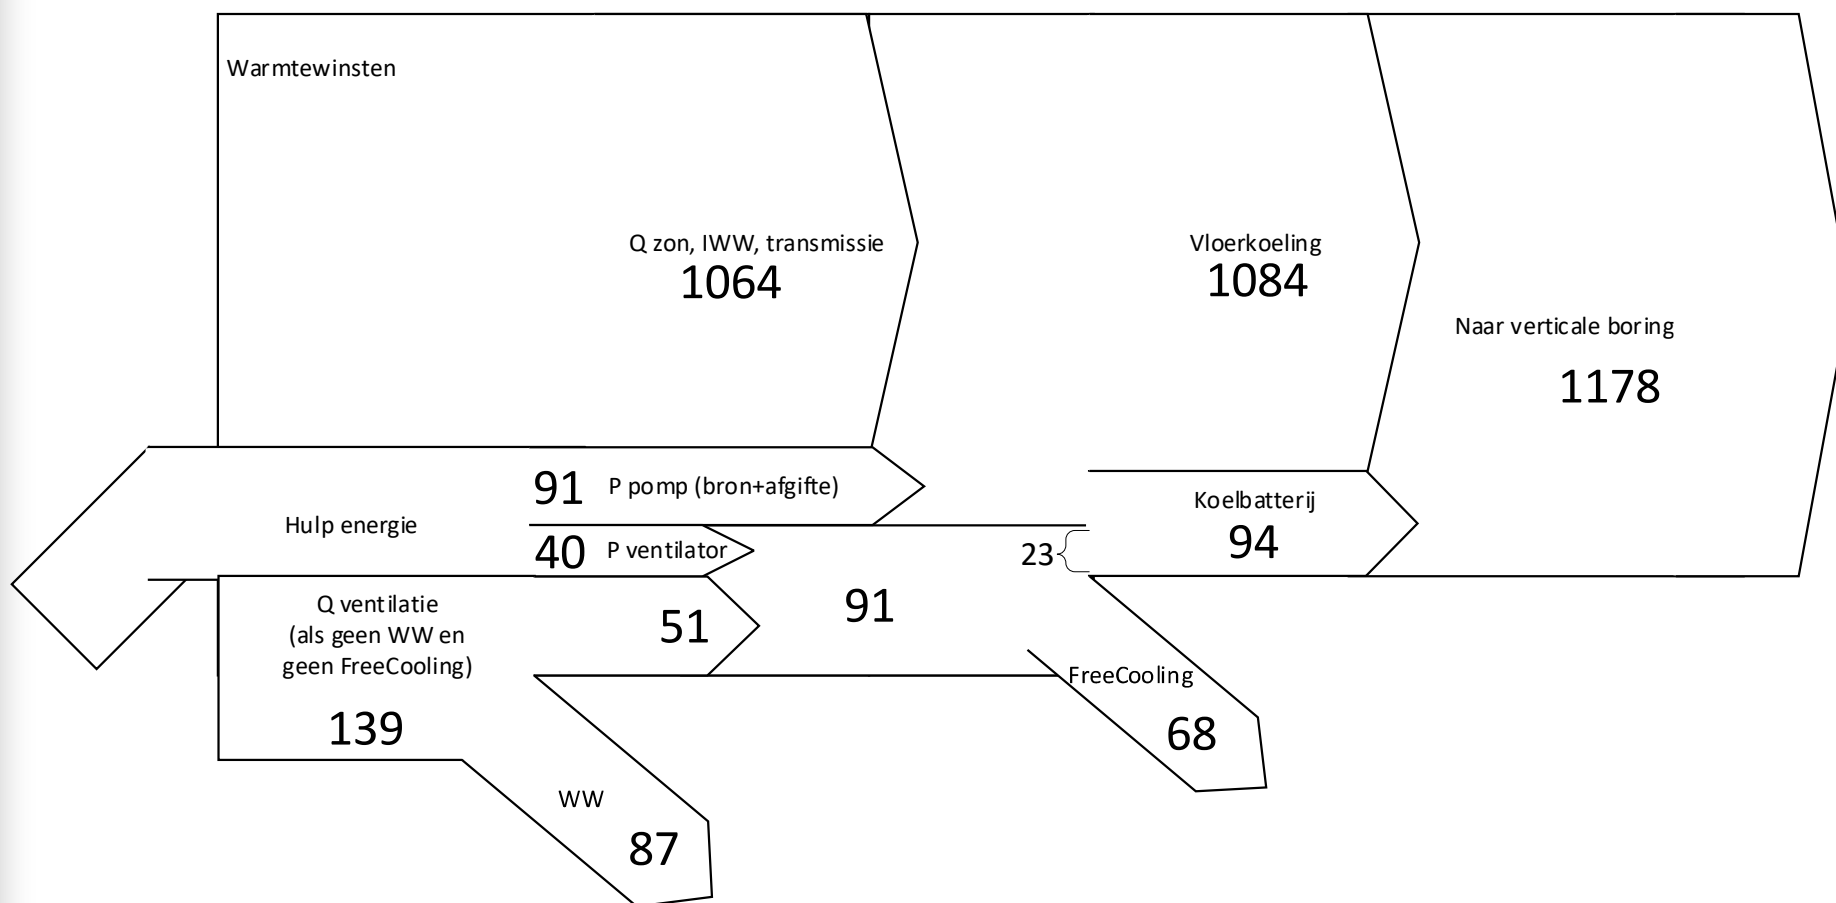 Warmtewinsten
Q zon, IWW, transmissie
1064
Vloerkoeling
1084
Naar verticale boring
1178
91 P pomp (bron+afgifte)
Hulp energie
40 P ventilator
Koelbatterij
94
23
Q ventilatie
(als geen WW en
geen FreeCooling)
139
51
91
FreeCooling
68
WW
87